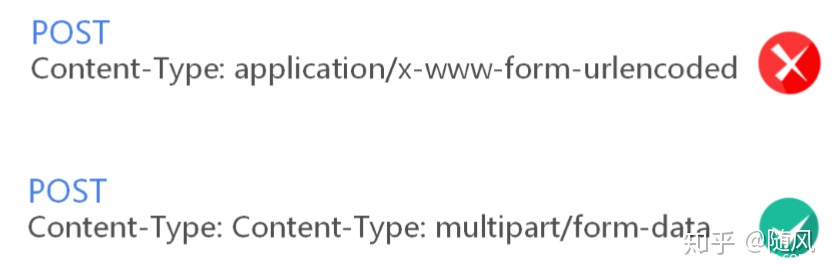 POST
Content-Type: application/x-www-form-urlencoded
POST
Content-Type: Content-Type: multipart/form-data
知乎 @随风